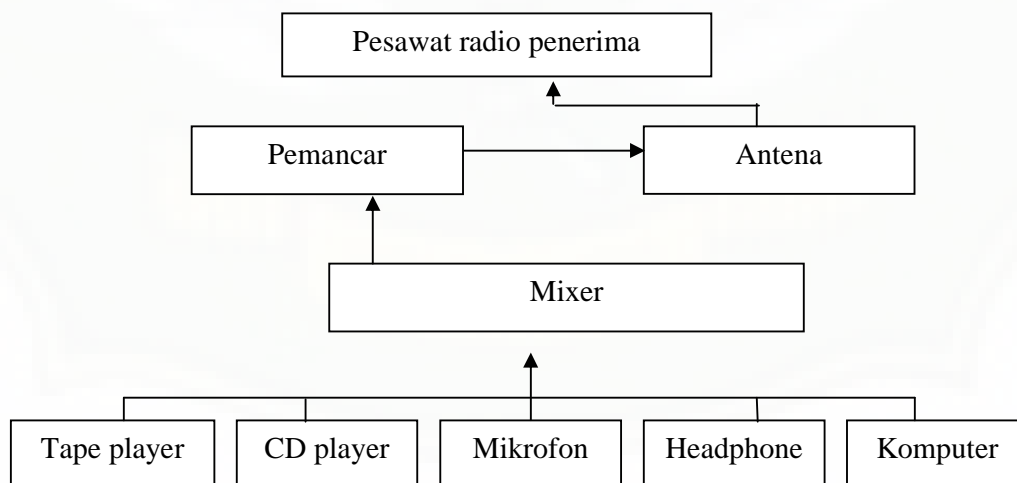 Pesawat radio penerima
Pemancar
Antena
Mixer
Tape player
CD player
Mikrofon
Headphone
Komputer